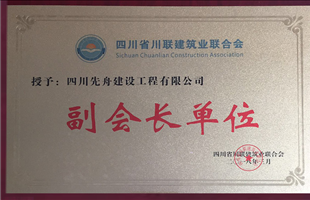 四川省川联建筑业联合会
Sichuan Chuanlian Construction Association
授予：四川先舟建设工程有限公司
副会长单位
四川省川联建筑业联合会